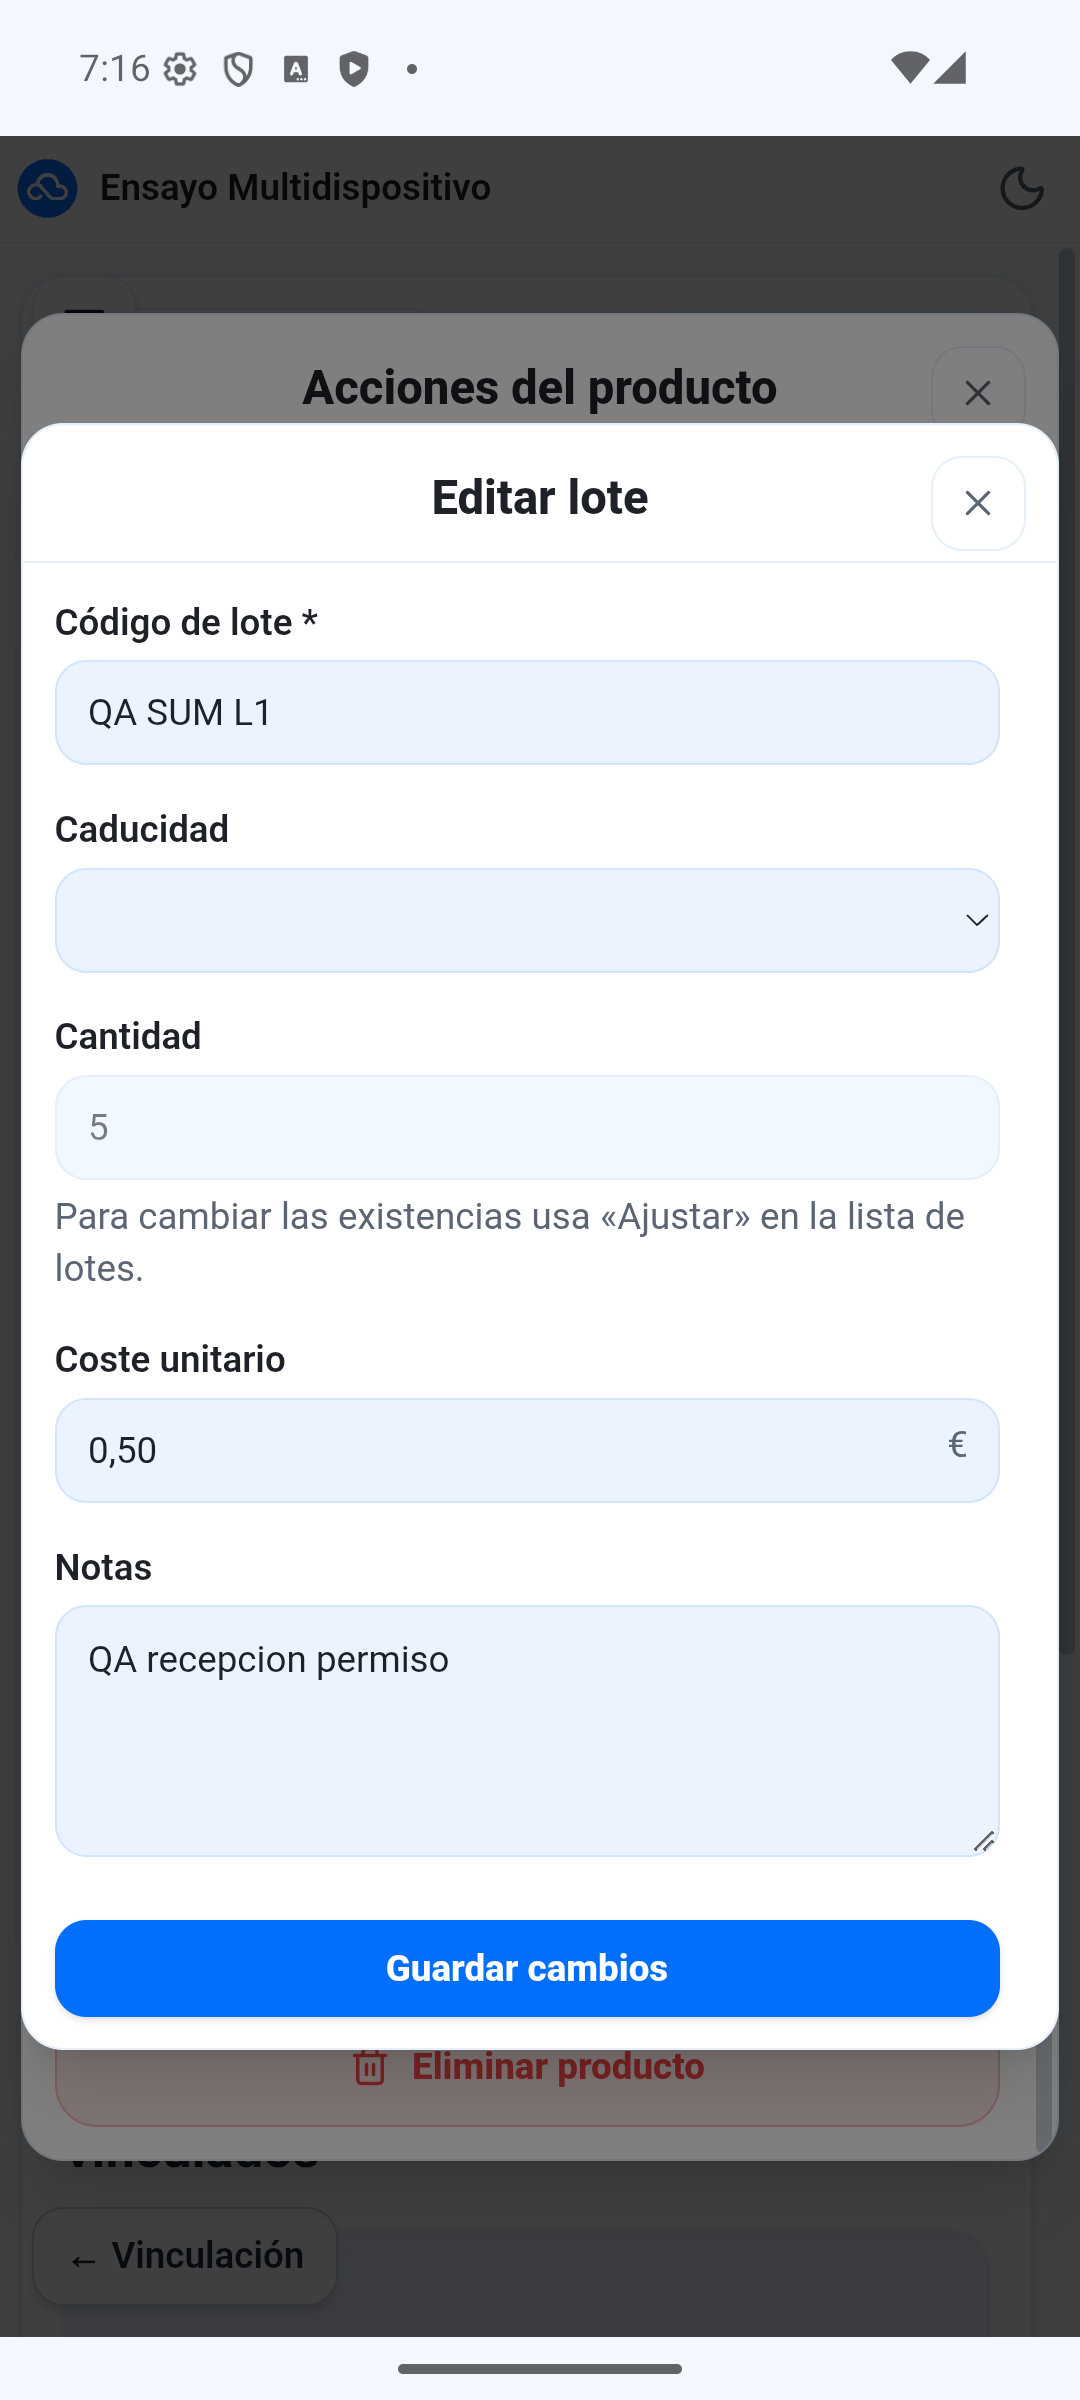 7:16
Ensayo Multidispositivo
Acciones del producto
Editar lote
Código de lote *
QA SUM L1
Caducidad
Cantidad
5
Para cambiar las existencias usa «Ajustar» en la lista de
lotes.
Coste unitario
0,50 €
Notas
QA recepcion permiso
Guardar cambios
Eliminar producto
← Vinculación